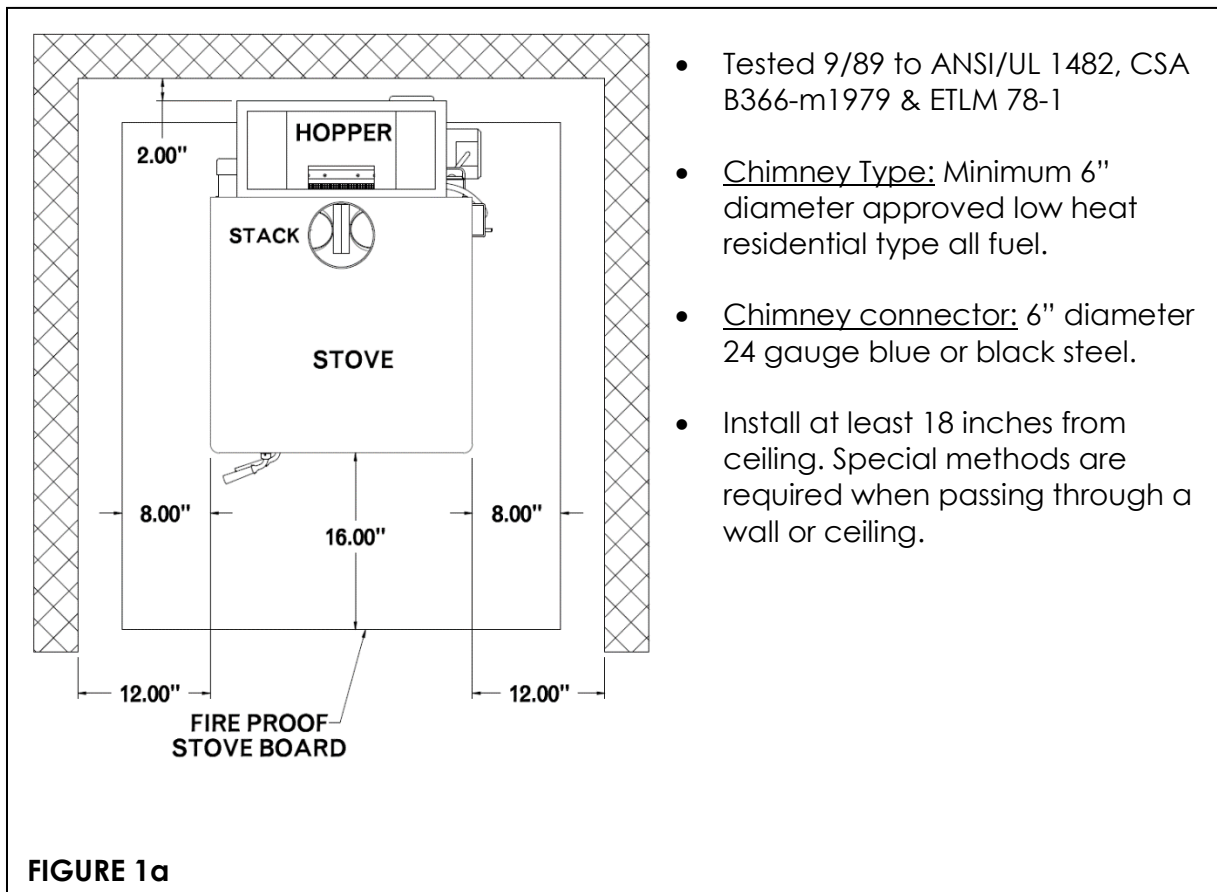 HOPPER
2.00"
STACK
STOVE
8.00"
8.00"
16.00"
12.00"
12.00"
FIRE PROOF
STOVE BOARD
• Tested 9/89 to ANSI/UL 1482, CSA
B366-m1979 & ETLM 78-1
• Chimney Type: Minimum 6”
diameter approved low heat
residential type all fuel.
• Chimney connector: 6” diameter
24 gauge blue or black steel.
• Install at least 18 inches from
ceiling. Special methods are
required when passing through a
wall or ceiling.
FIGURE 1a